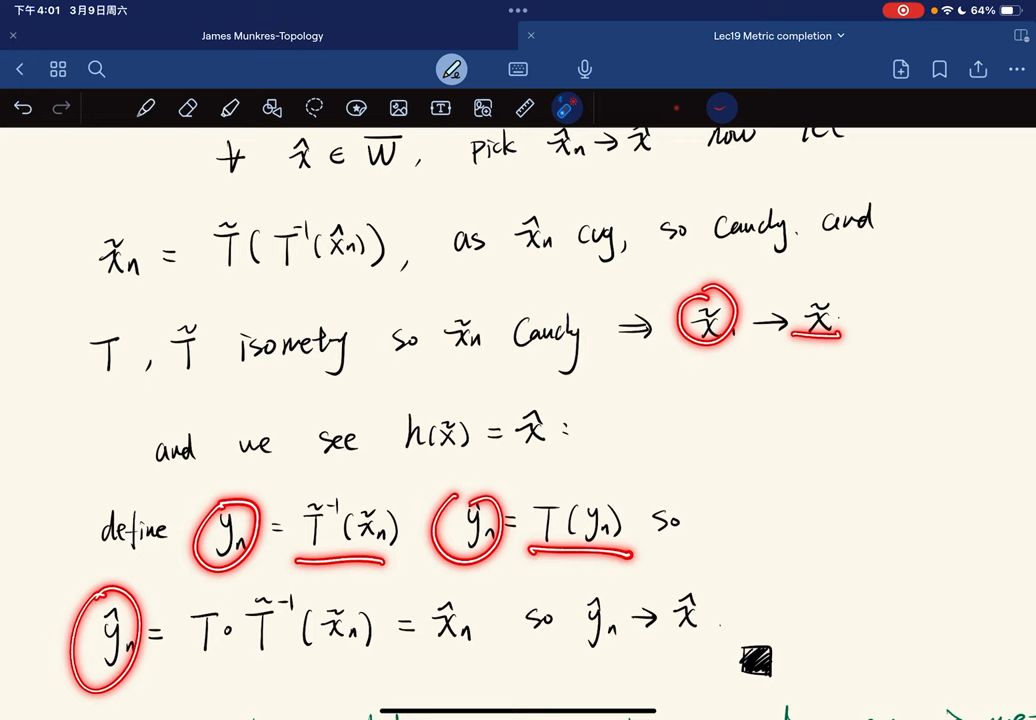 下午4:01 3月9日周六 64%
James Munkres-Topology Lec19 Metric completion
∀ x̂ ∈ W̅, pick x̂ₙ → x̂ now let
x̃ₙ = T̃(T⁻¹(x̂ₙ)), as x̂ₙ cvg, so Cauchy. and
T, T̃ isometry so x̃ₙ Cauchy ⇒ x̃ₙ → x̃.
and we see h(x̃) = x̂ :
define yₙ = T̃⁻¹(x̃ₙ) ŷₙ = T(yₙ) so
ŷₙ = T∘T̃⁻¹(x̃ₙ) = x̂ₙ so ŷₙ → x̂.